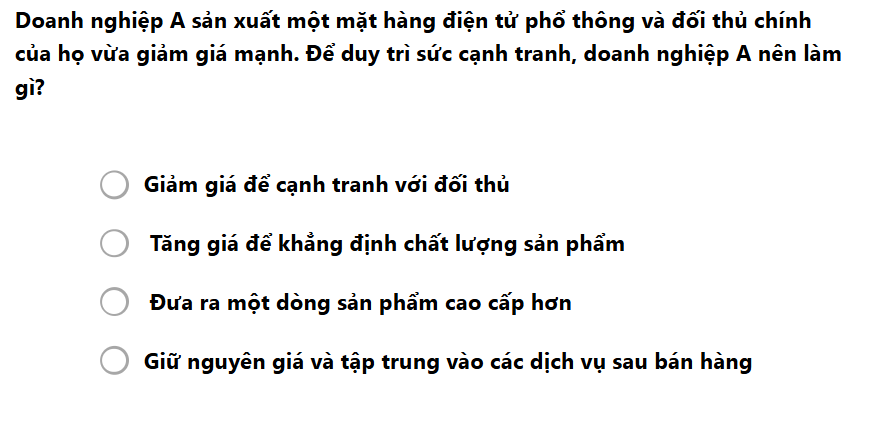 Doanh nghiệp A sản xuất một mặt hàng điện tử phổ thông và đối thủ chính
của họ vừa giảm giá mạnh. Để duy trì sức cạnh tranh, doanh nghiệp A nên làm
gì?
Giảm giá để cạnh tranh với đối thủ
Tăng giá để khẳng định chất lượng sản phẩm
Đưa ra một dòng sản phẩm cao cấp hơn
Giữ nguyên giá và tập trung vào các dịch vụ sau bán hàng